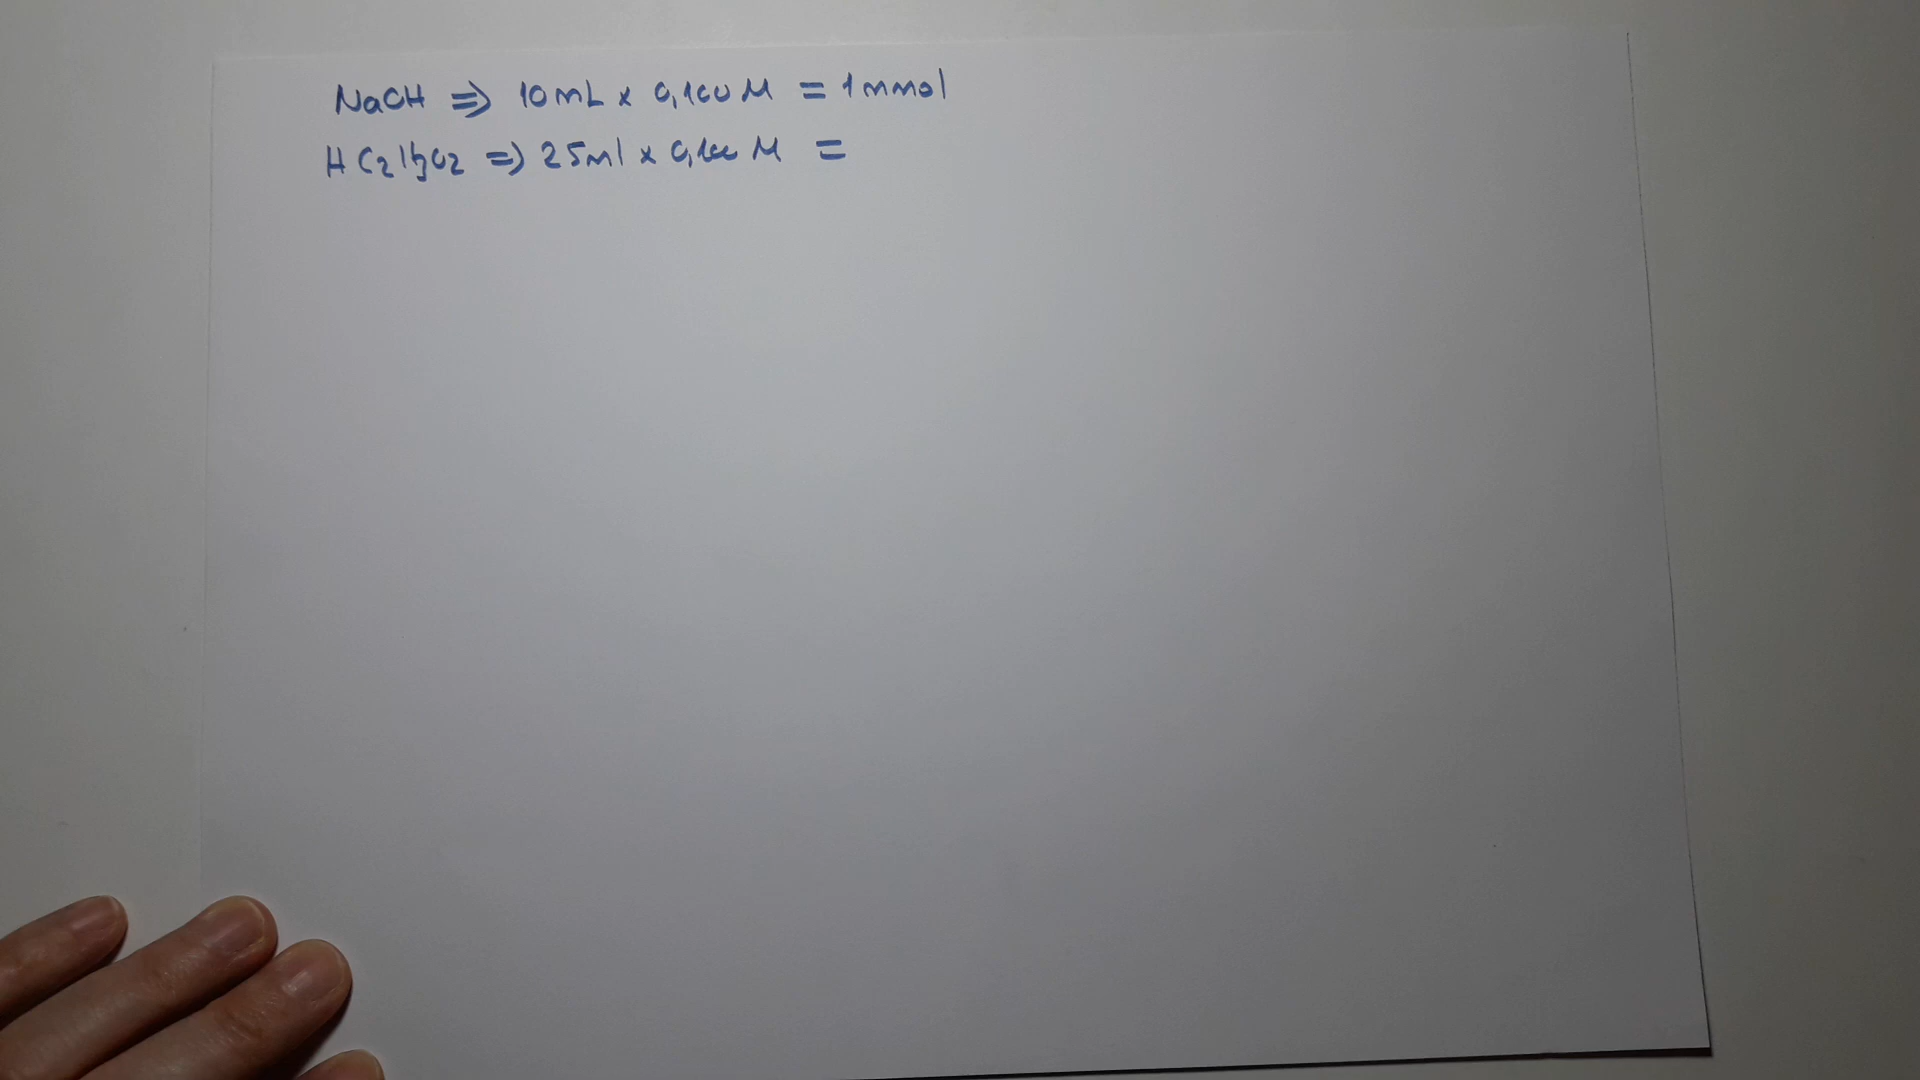 NaOH => 10 mL x 0,100 M = 1 mmol
HC2H3O2 => 25 ml x 0,100 M =